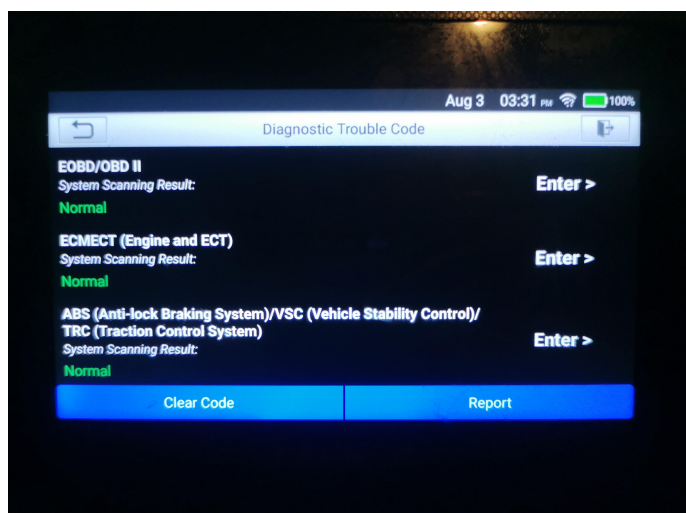 Aug 3 03:31 PM 100%
Diagnostic Trouble Code
EOBD/OBD II
System Scanning Result:
Enter >
Normal
ECMECT (Engine and ECT)
System Scanning Result:
Enter >
Normal
ABS (Anti-lock Braking System)/VSC (Vehicle Stability Control)/
TRC (Traction Control System)
Enter >
System Scanning Result:
Normal
Clear Code Report